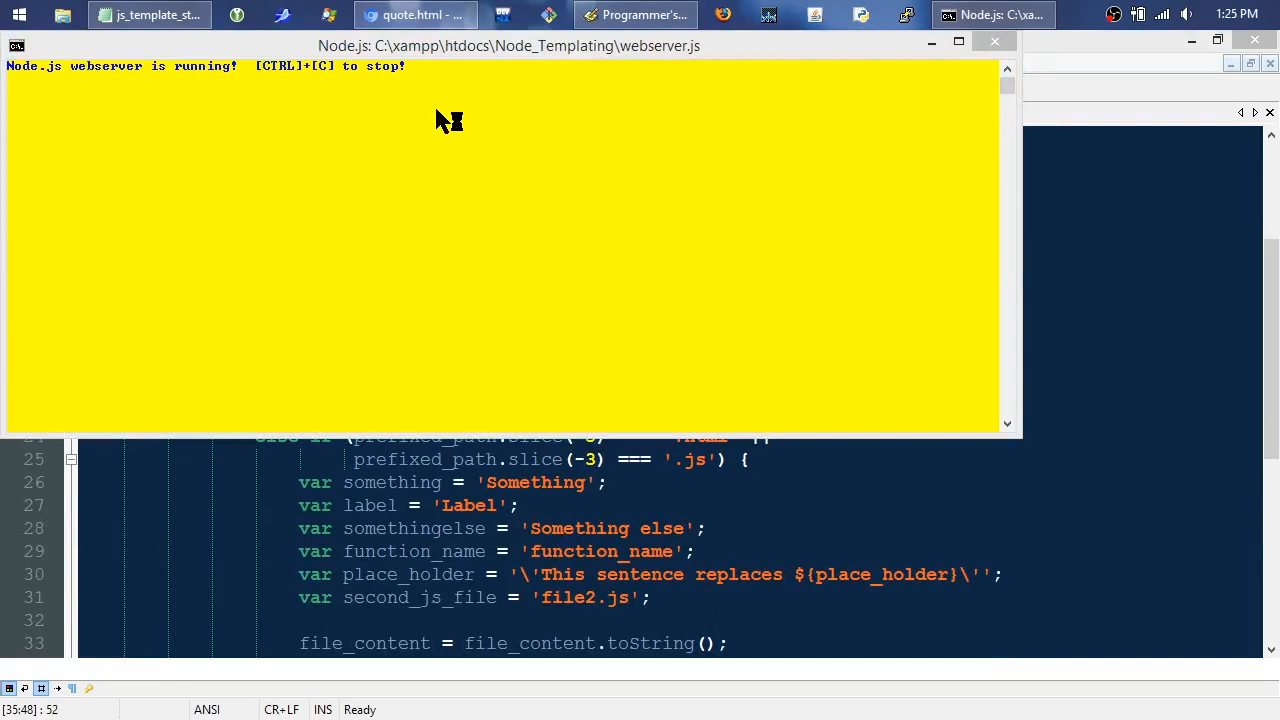 js_template_st...
quote.html - ...
Programmer's...
Node.js: C:\xa...
1:25 PM
Node.js: C:\xampp\htdocs\Node_Templating\webserver.js
Node.js webserver is running!  [CTRL]+[C] to stop!
25 prefixed_path.slice(-3) === '.js') {
26 var something = 'Something';
27 var label = 'Label';
28 var somethingelse = 'Something else';
29 var function_name = 'function_name';
30 var place_holder = '\'This sentence replaces ${place_holder}\'';
31 var second_js_file = 'file2.js';
32
33 file_content = file_content.toString();
[35:48] : 52 ANSI CR+LF INS Ready